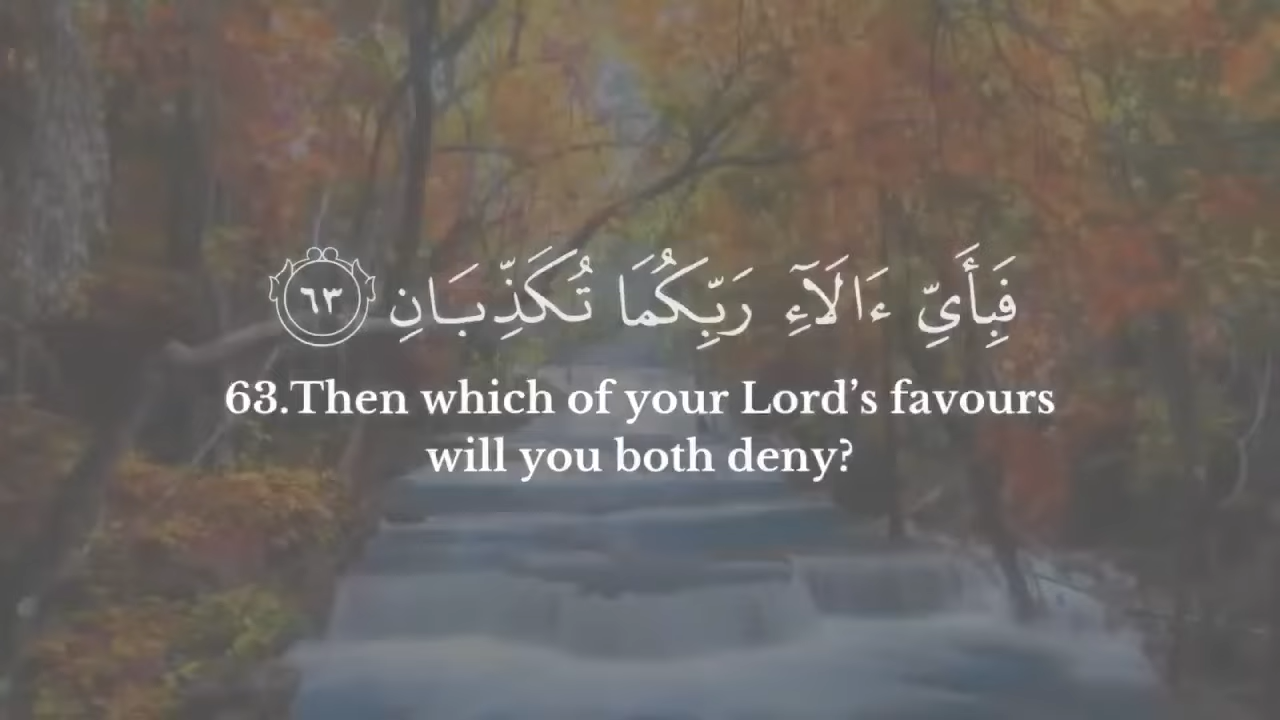 فَبِأَيِّ ءَالَآءِ رَبِّكُمَا تُكَذِّبَانِ ٦٣
63.Then which of your Lord’s favours
will you both deny?